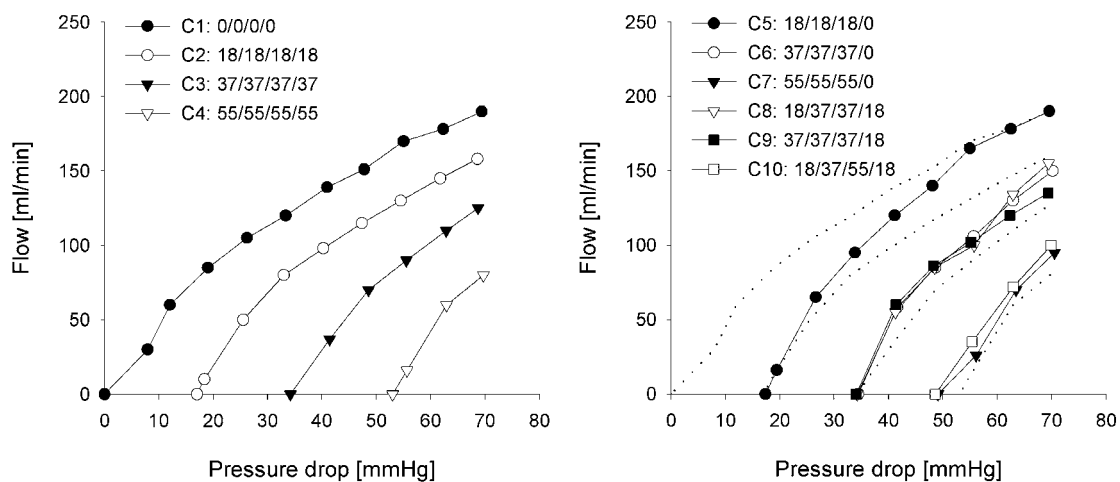 250
200
150
100
50
0
Flow [ml/min]
C1: 0/0/0/0
C2: 18/18/18/18
C3: 37/37/37/37
C4: 55/55/55/55
0 10 20 30 40 50 60 70 80
Pressure drop [mmHg]
250
200
150
100
50
0
Flow [ml/min]
C5: 18/18/18/0
C6: 37/37/37/0
C7: 55/55/55/0
C8: 18/37/37/18
C9: 37/37/37/18
C10: 18/37/55/18
0 10 20 30 40 50 60 70 80
Pressure drop [mmHg]